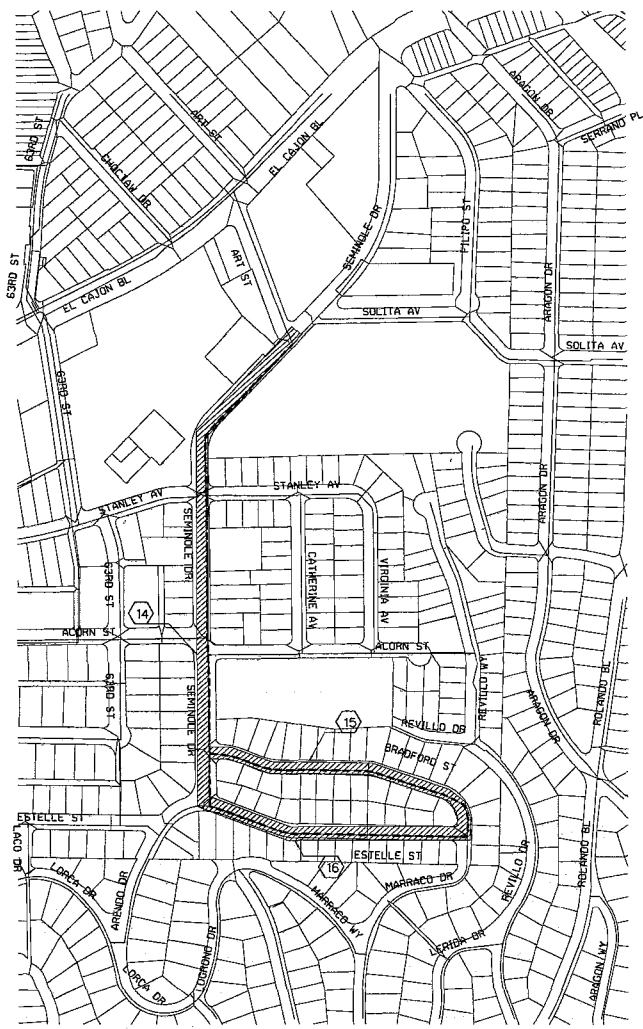 ARAGON DR
SERRANO PL
63RD ST
ART ST
EL CAJON BL
CHOCTAW DR
SEMINOLE DR
FILIPO ST
ART ST
63RD ST
EL CAJON BL
ARAGON DR
SOLITA AV
SOLITA AV
63RD ST
ARAGON DR
STANLEY AV
STANLEY AV
SEMINOLE DR
CATHERINE AV
VIRGINIA AV
63RD ST
14
ACORN ST
ACORN ST
REVILLO WY
63RD ST
SEMINOLE DR
15
REVILLO DR
BRADFORD ST
ARAGON DR
ROLANDO BL
ESTELLE ST
ESTELLE ST
16
LACO DR
LORCA DR
ARENDO DR
MARRACO DR
REVILLO DR
ROLANDO BL
MARRACO WY
LOGRONO DR
LERIDA DR
LORCA DR
ARAGON WY